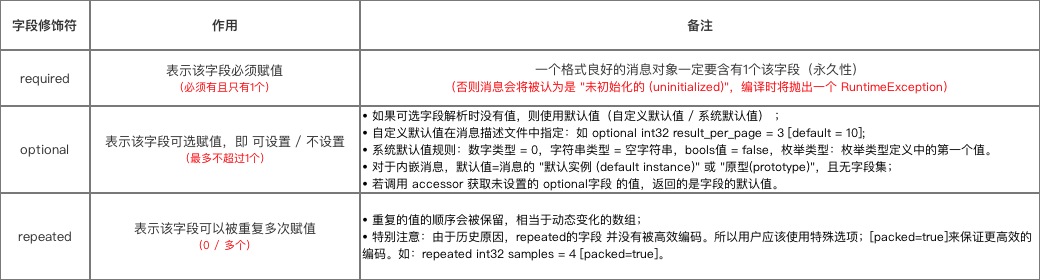 字段修饰符
作用
备注
required
表示该字段必须赋值
(必须有且只有1个)
一个格式良好的消息对象一定要含有1个该字段（永久性）
(否则消息会将被认为是 "未初始化的 (uninitialized)"，编译时将抛出一个 RuntimeException)
optional
表示该字段可选赋值，即 可设置 / 不设置
(最多不超过1个)
• 如果可选字段解析时没有值，则使用默认值（自定义默认值 / 系统默认值） ；
• 自定义默认值在消息描述文件中指定：如 optional int32 result_per_page = 3 [default = 10];
• 系统默认值规则：数字类型 = 0，字符串类型 = 空字符串，bools值 = false，枚举类型：枚举类型定义中的第一个值。
• 对于内嵌消息，默认值=消息的 "默认实例 (default instance)" 或 "原型(prototype)"，且无字段集；
• 若调用 accessor 获取未设置的 optional字段 的值，返回的是字段的默认值。
repeated
表示该字段可以被重复多次赋值
(0 / 多个)
• 重复的值的顺序会被保留，相当于动态变化的数组；
• 特别注意：由于历史原因，repeated的字段 并没有被高效编码。所以用户应该使用特殊选项；[packed=true]来保证更高效的
编码。如：repeated int32 samples = 4 [packed=true]。